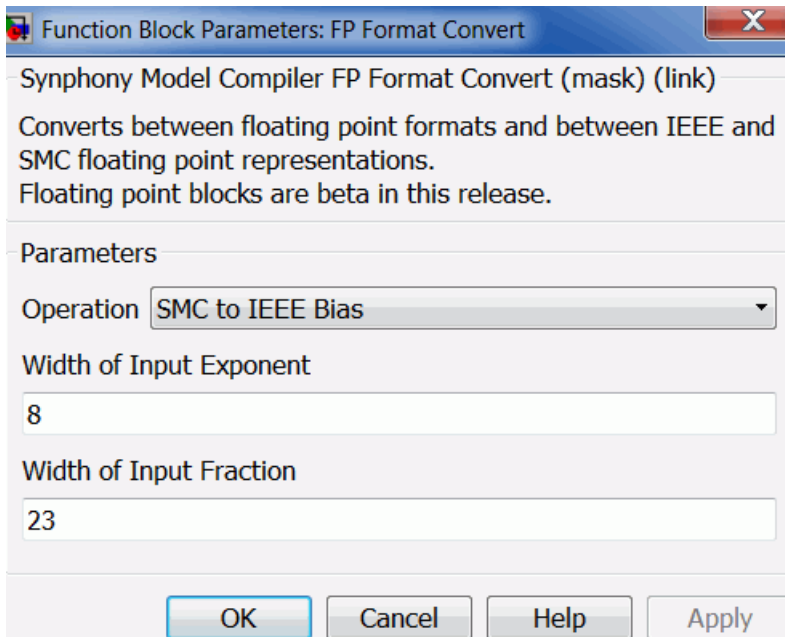 Function Block Parameters: FP Format Convert
X
Synphony Model Compiler FP Format Convert (mask) (link)
Converts between floating point formats and between IEEE and
SMC floating point representations.
Floating point blocks are beta in this release.
Parameters
Operation SMC to IEEE Bias
Width of Input Exponent
8
Width of Input Fraction
23
OK Cancel Help Apply